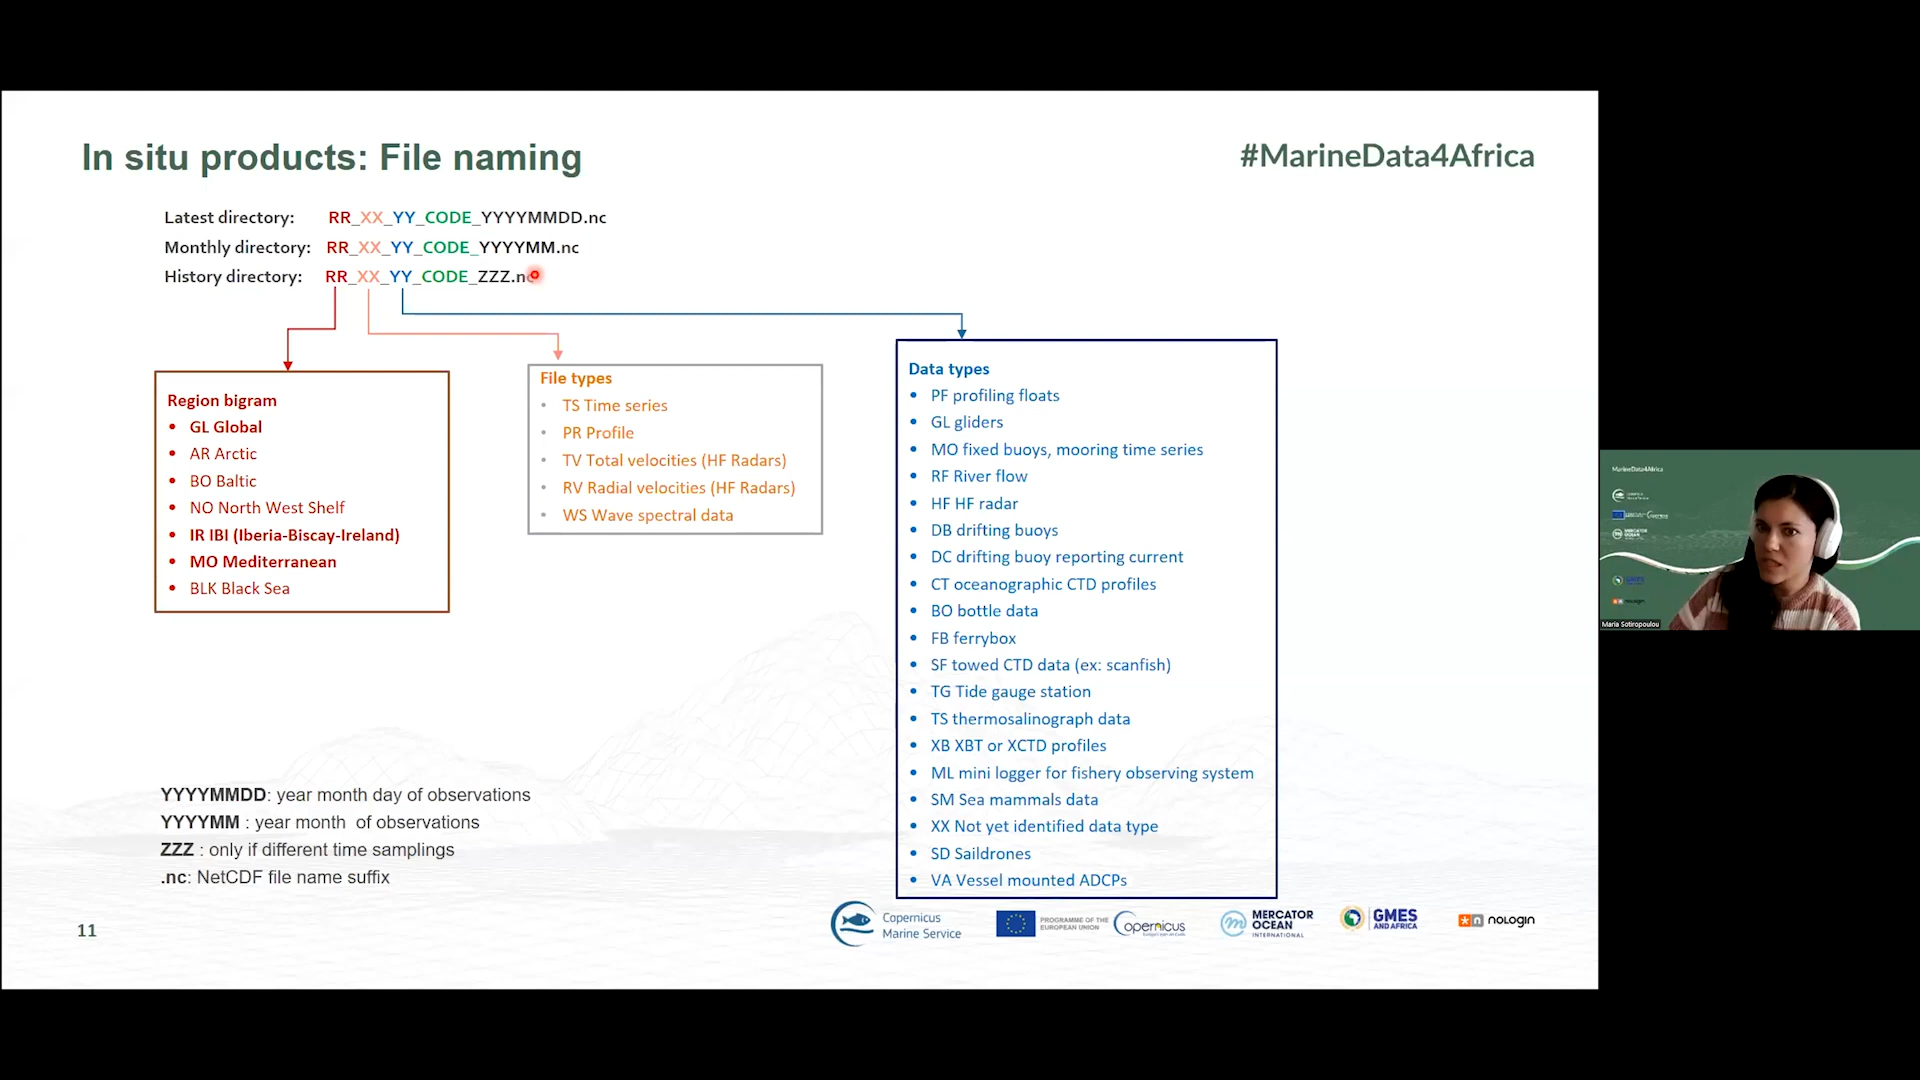 In situ products: File naming
#MarineData4Africa
Latest directory: RR_XX_YY_CODE_YYYYMMDD.nc
Monthly directory: RR_XX_YY_CODE_YYYYMM.nc
History directory: RR_XX_YY_CODE_ZZZ.nc
Region bigram
• GL Global
• AR Arctic
• BO Baltic
• NO North West Shelf
• IR IBI (Iberia-Biscay-Ireland)
• MO Mediterranean
• BLK Black Sea
File types
• TS Time series
• PR Profile
• TV Total velocities (HF Radars)
• RV Radial velocities (HF Radars)
• WS Wave spectral data
Data types
• PF profiling floats
• GL gliders
• MO fixed buoys, mooring time series
• RF River flow
• HF HF radar
• DB drifting buoys
• DC drifting buoy reporting current
• CT oceanographic CTD profiles
• BO bottle data
• FB ferrybox
• SF towed CTD data (ex: scanfish)
• TG Tide gauge station
• TS thermosalinograph data
• XB XBT or XCTD profiles
• ML mini logger for fishery observing system
• SM Sea mammals data
• XX Not yet identified data type
• SD Saildrones
• VA Vessel mounted ADCPs
YYYYMMDD: year month day of observations
YYYYMM : year month of observations
ZZZ : only if different time samplings
.nc: NetCDF file name suffix
11
Copernicus
Marine Service
PROGRAMME OF THE
EUROPEAN UNION
Copernicus
MERCATOR
OCEAN
INTERNATIONAL
GMES
AND AFRICA
nologin
MarineData4Africa
Maria Sotiropoulou